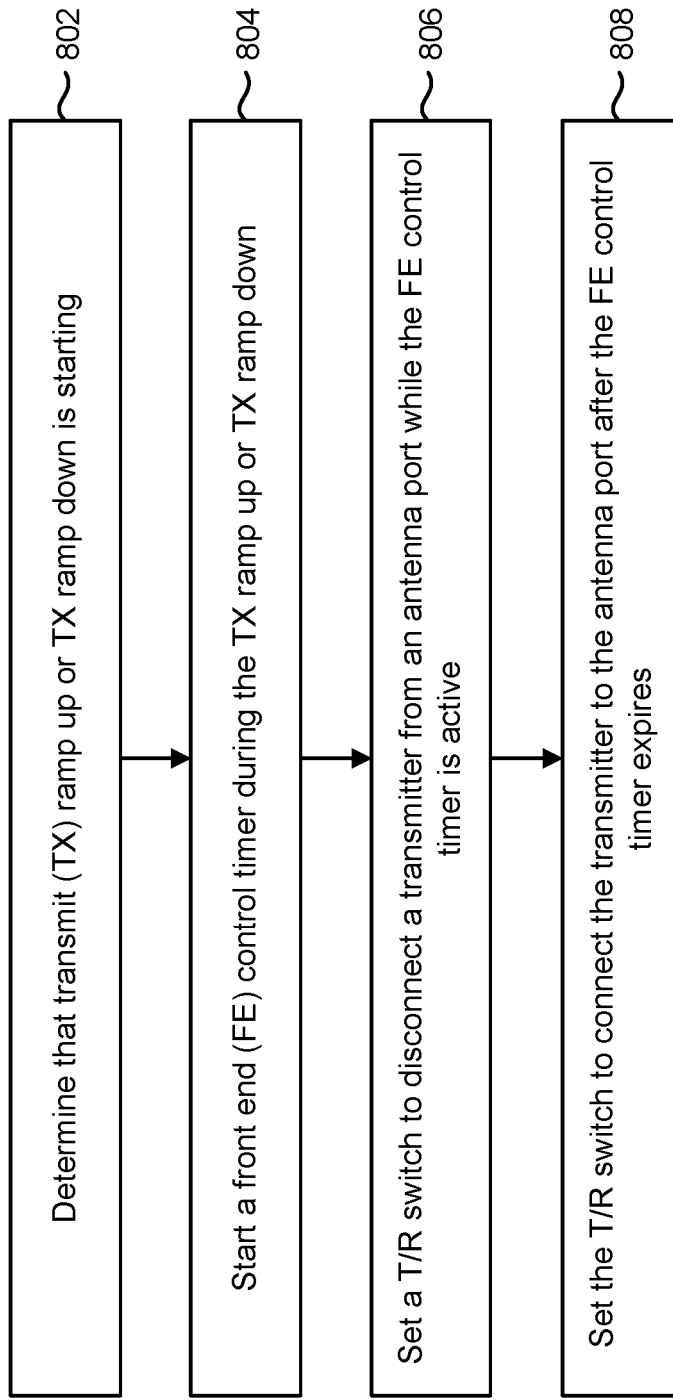 Determine that transmit (TX) ramp up or TX ramp down is starting
802
Start a front end (FE) control timer during the TX ramp up or TX ramp down
804
Set a T/R switch to disconnect a transmitter from an antenna port while the FE control
timer is active
806
Set the T/R switch to connect the transmitter to the antenna port after the FE control
timer expires
808